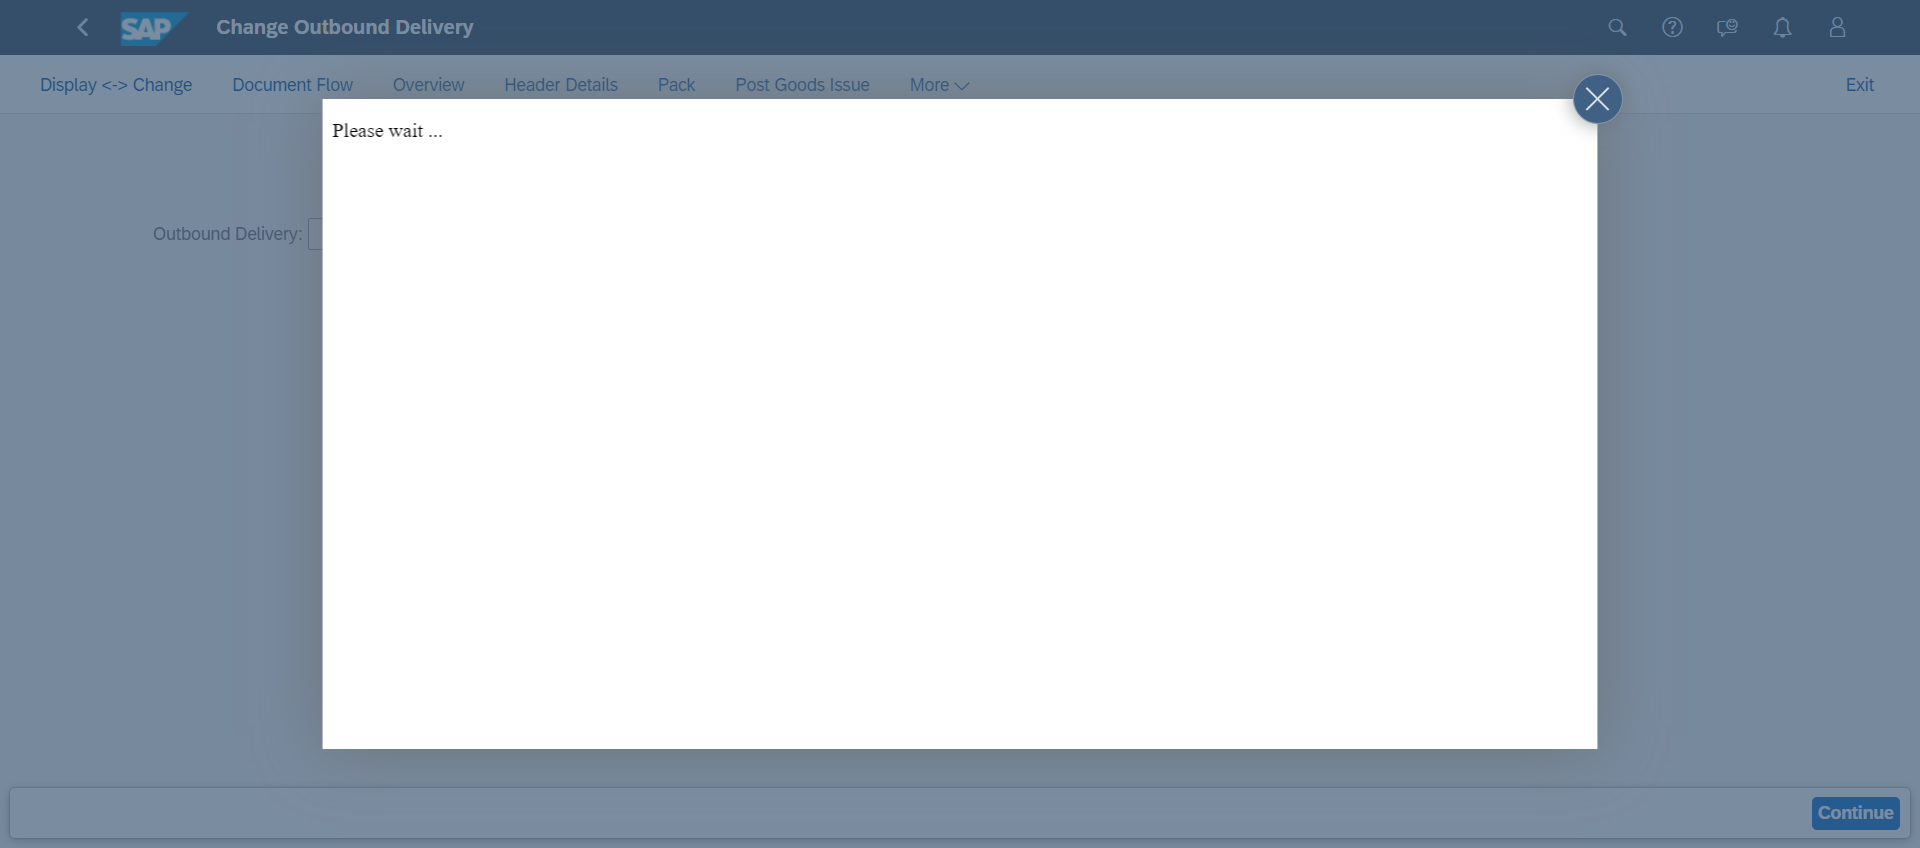 SAP Change Outbound Delivery
Display <-> Change Document Flow Overview Header Details Pack Post Goods Issue More Exit
Please wait ...
Outbound Delivery:
Continue